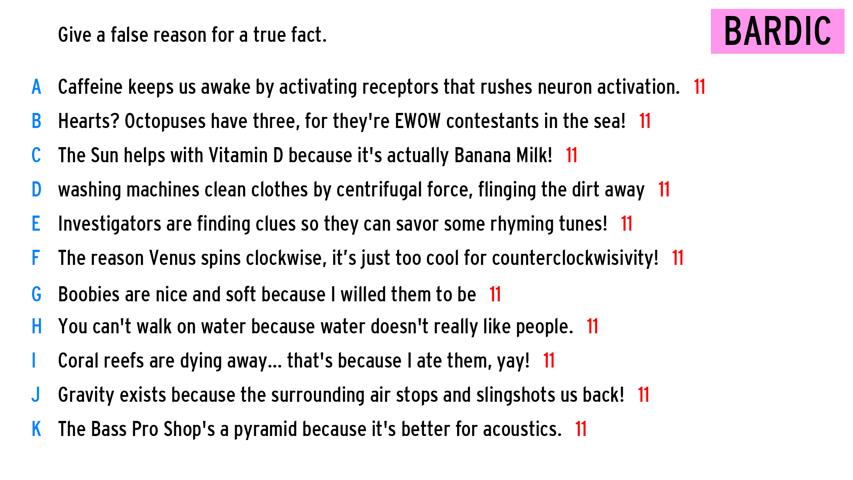 Give a false reason for a true fact.
BARDIC
A Caffeine keeps us awake by activating receptors that rushes neuron activation. 11
B Hearts? Octopuses have three, for they're EWOW contestants in the sea! 11
C The Sun helps with Vitamin D because it's actually Banana Milk! 11
D washing machines clean clothes by centrifugal force, flinging the dirt away 11
E Investigators are finding clues so they can savor some rhyming tunes! 11
F The reason Venus spins clockwise, it’s just too cool for counterclockwisivity! 11
G Boobies are nice and soft because I willed them to be 11
H You can't walk on water because water doesn't really like people. 11
I Coral reefs are dying away... that's because I ate them, yay! 11
J Gravity exists because the surrounding air stops and slingshots us back! 11
K The Bass Pro Shop's a pyramid because it's better for acoustics. 11